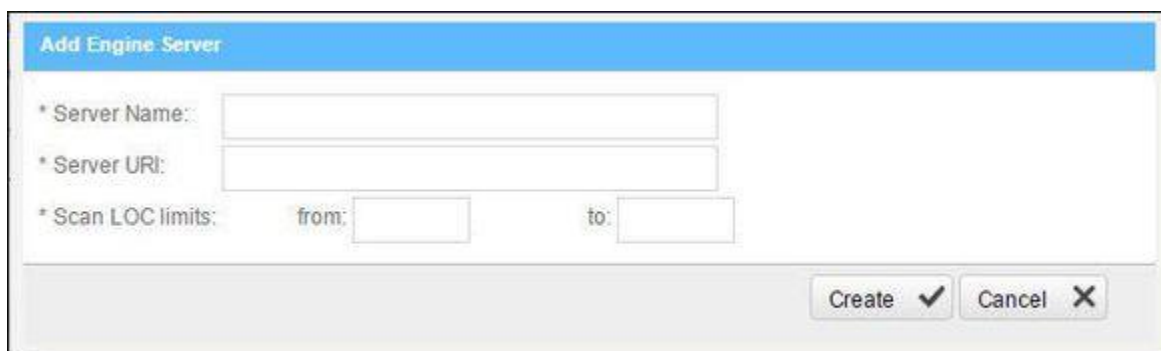 Add Engine Server
* Server Name:
* Server URI:
* Scan LOC limits: from: to:
Create Cancel